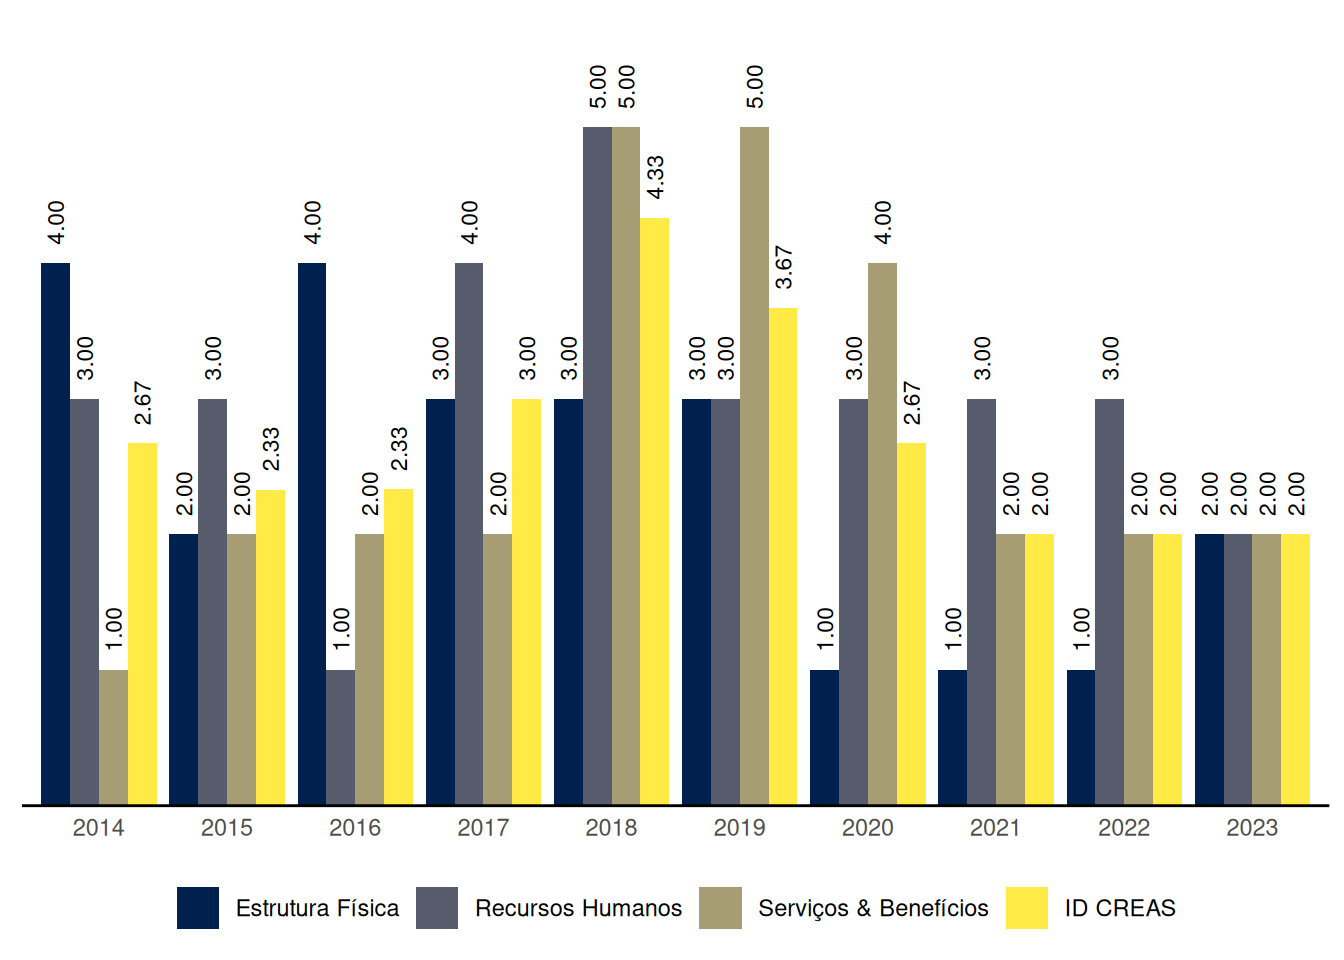 5.00 5.00 5.00
4.33
4.00 4.00 4.00 4.00
3.67
3.00 3.00 3.00 3.00 3.00 3.00 3.00 3.00 3.00 3.00
2.67 2.67
2.33 2.33
2.00 2.00 2.00 2.00 2.00 2.00 2.00 2.00 2.00 2.00 2.00 2.00
1.00 1.00 1.00 1.00 1.00
2014 2015 2016 2017 2018 2019 2020 2021 2022 2023
Estrutura Física Recursos Humanos Serviços & Benefícios ID CREAS